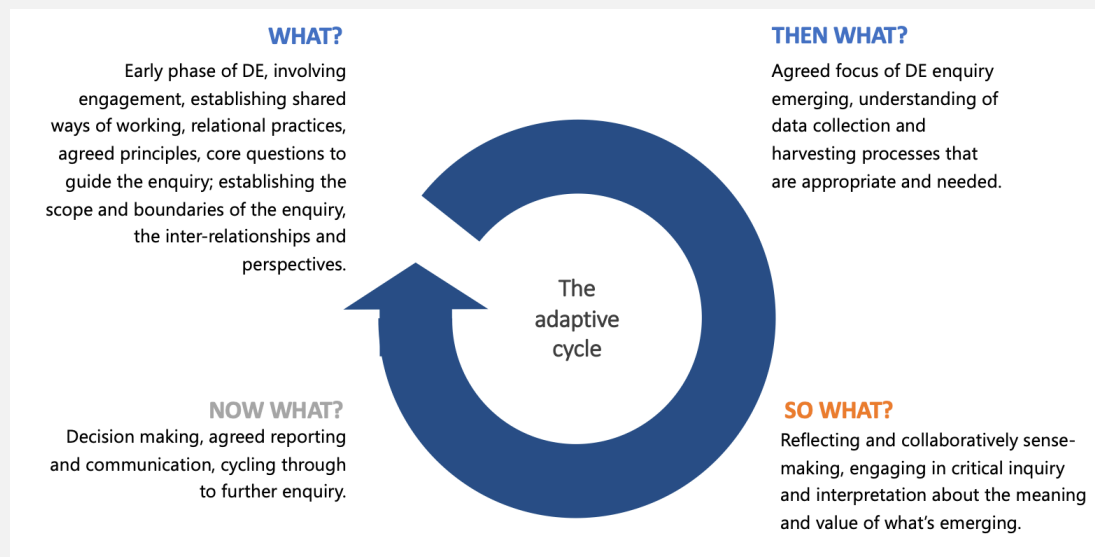 WHAT?
Early phase of DE, involving
engagement, establishing shared
ways of working, relational practices,
agreed principles, core questions to
guide the enquiry; establishing the
scope and boundaries of the enquiry,
the inter-relationships and
perspectives.
THEN WHAT?
Agreed focus of DE enquiry
emerging, understanding of
data collection and
harvesting processes that
are appropriate and needed.
The
adaptive
cycle
NOW WHAT?
Decision making, agreed reporting
and communication, cycling through
to further enquiry.
SO WHAT?
Reflecting and collaboratively sense-
making, engaging in critical inquiry
and interpretation about the meaning
and value of what's emerging.